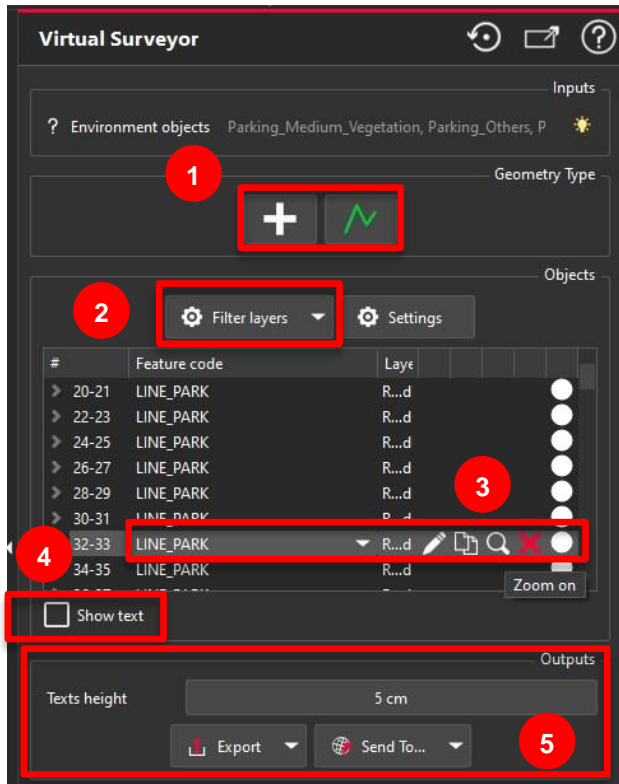 Virtual Surveyor
Inputs
? Environment objects Parking_Medium_Vegetation, Parking_Others, P
1
Geometry Type
Objects
2
Filter layers Settings
# Feature code Laye
20-21 LINE_PARK R...d
22-23 LINE_PARK R...d
24-25 LINE_PARK R...d
26-27 LINE_PARK R...d
28-29 LINE_PARK R...d
3
30-31 LINE_PARK R...d
32-33 LINE_PARK R...d
4
34-35 LINE_PARK R...d
Zoom on
Show text
Outputs
Texts height 5 cm
Export Send To...
5